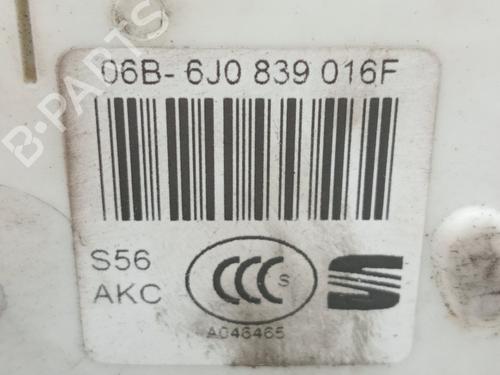 B-PARTS
06B- 6J0 839 016F
S56
AKC
CCC S
A046465